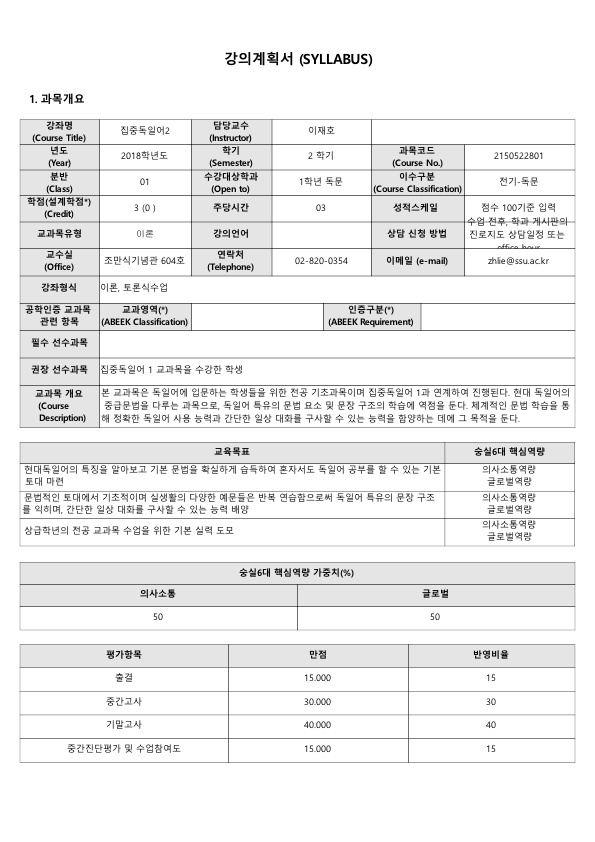 강의계획서 (SYLLABUS)
1. 과목개요
강좌명 (Course Title) 집중독일어2 담당교수 (Instructor) 이재호
년도 (Year) 2018학년도 학기 (Semester) 2 학기 과목코드 (Course No.) 2150522801
분반 (Class) 01 수강대상학과 (Open to) 1학년 독문 이수구분 (Course Classification) 전기-독문
학점(설계학점*) (Credit) 3 (0 ) 주당시간 03 성적스케일 점수 100기준 입력
교과목유형 이론 강의언어 상담 신청 방법 수업 전후, 학과 게시판의 진로지도 상담일정 또는 office hour
교수실 (Office) 조만식기념관 604호 연락처 (Telephone) 02-820-0354 이메일 (e-mail) zhlie@ssu.ac.kr
강좌형식 이론, 토론식수업
공학인증 교과목 관련 항목 교과영역(*) (ABEEK Classification) 인증구분(*) (ABEEK Requirement)
필수 선수과목
권장 선수과목 집중독일어 1 교과목을 수강한 학생
교과목 개요 (Course Description)
본 교과목은 독일어에 입문하는 학생들을 위한 전공 기초과목이며 집중독일어 1과 연계하여 진행된다. 현대 독일어의
중급문법을 다루는 과목으로, 독일어 특유의 문법 요소 및 문장 구조의 학습에 역점을 둔다. 체계적인 문법 학습을 통
해 정확한 독일어 사용 능력과 간단한 일상 대화를 구사할 수 있는 능력을 함양하는 데에 그 목적을 둔다.
교육목표 숭실6대 핵심역량
현대독일어의 특징을 알아보고 기본 문법을 확실하게 습득하여 혼자서도 독일어 공부를 할 수 있는 기본
토대 마련
의사소통역량
글로벌역량
문법적인 토대에서 기초적이며 실생활의 다양한 예문들은 반복 연습함으로써 독일어 특유의 문장 구조
를 익히며, 간단한 일상 대화를 구사할 수 있는 능력 배양
의사소통역량
글로벌역량
상급학년의 전공 교과목 수업을 위한 기본 실력 도모
의사소통역량
글로벌역량
숭실6대 핵심역량 가중치(%)
의사소통 글로벌
50 50
평가항목 만점 반영비율
출결 15.000 15
중간고사 30.000 30
기말고사 40.000 40
중간진단평가 및 수업참여도 15.000 15